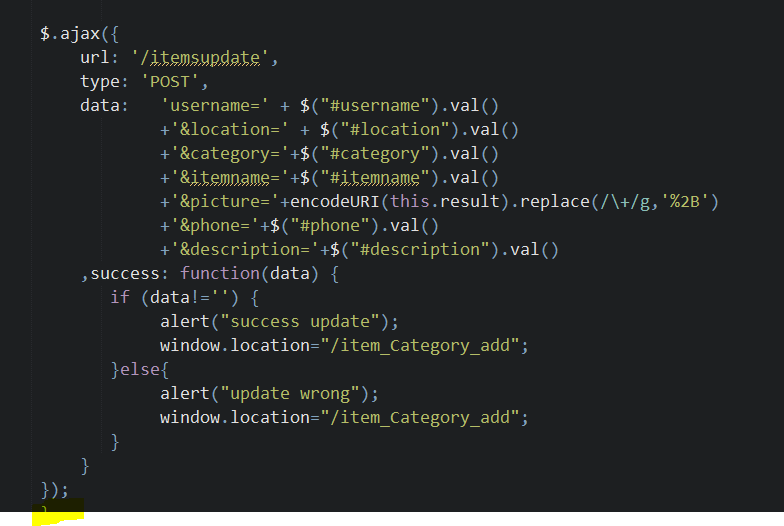 $.ajax({
url: '/itemsupdate',
type: 'POST',
data:   'username=' + $("#username").val()
+'&location=' + $("#location").val()
+'&category='+$("#category").val()
+'&itemname='+$("#itemname").val()
+'&picture='+encodeURI(this.result).replace(/\+/g,'%2B')
+'&phone='+$("#phone").val()
+'&description='+$("#description").val()
,success: function(data) {
if (data!='') {
alert("success update");
window.location="/item_Category_add";
}else{
alert("update wrong");
window.location="/item_Category_add";
}
}
});